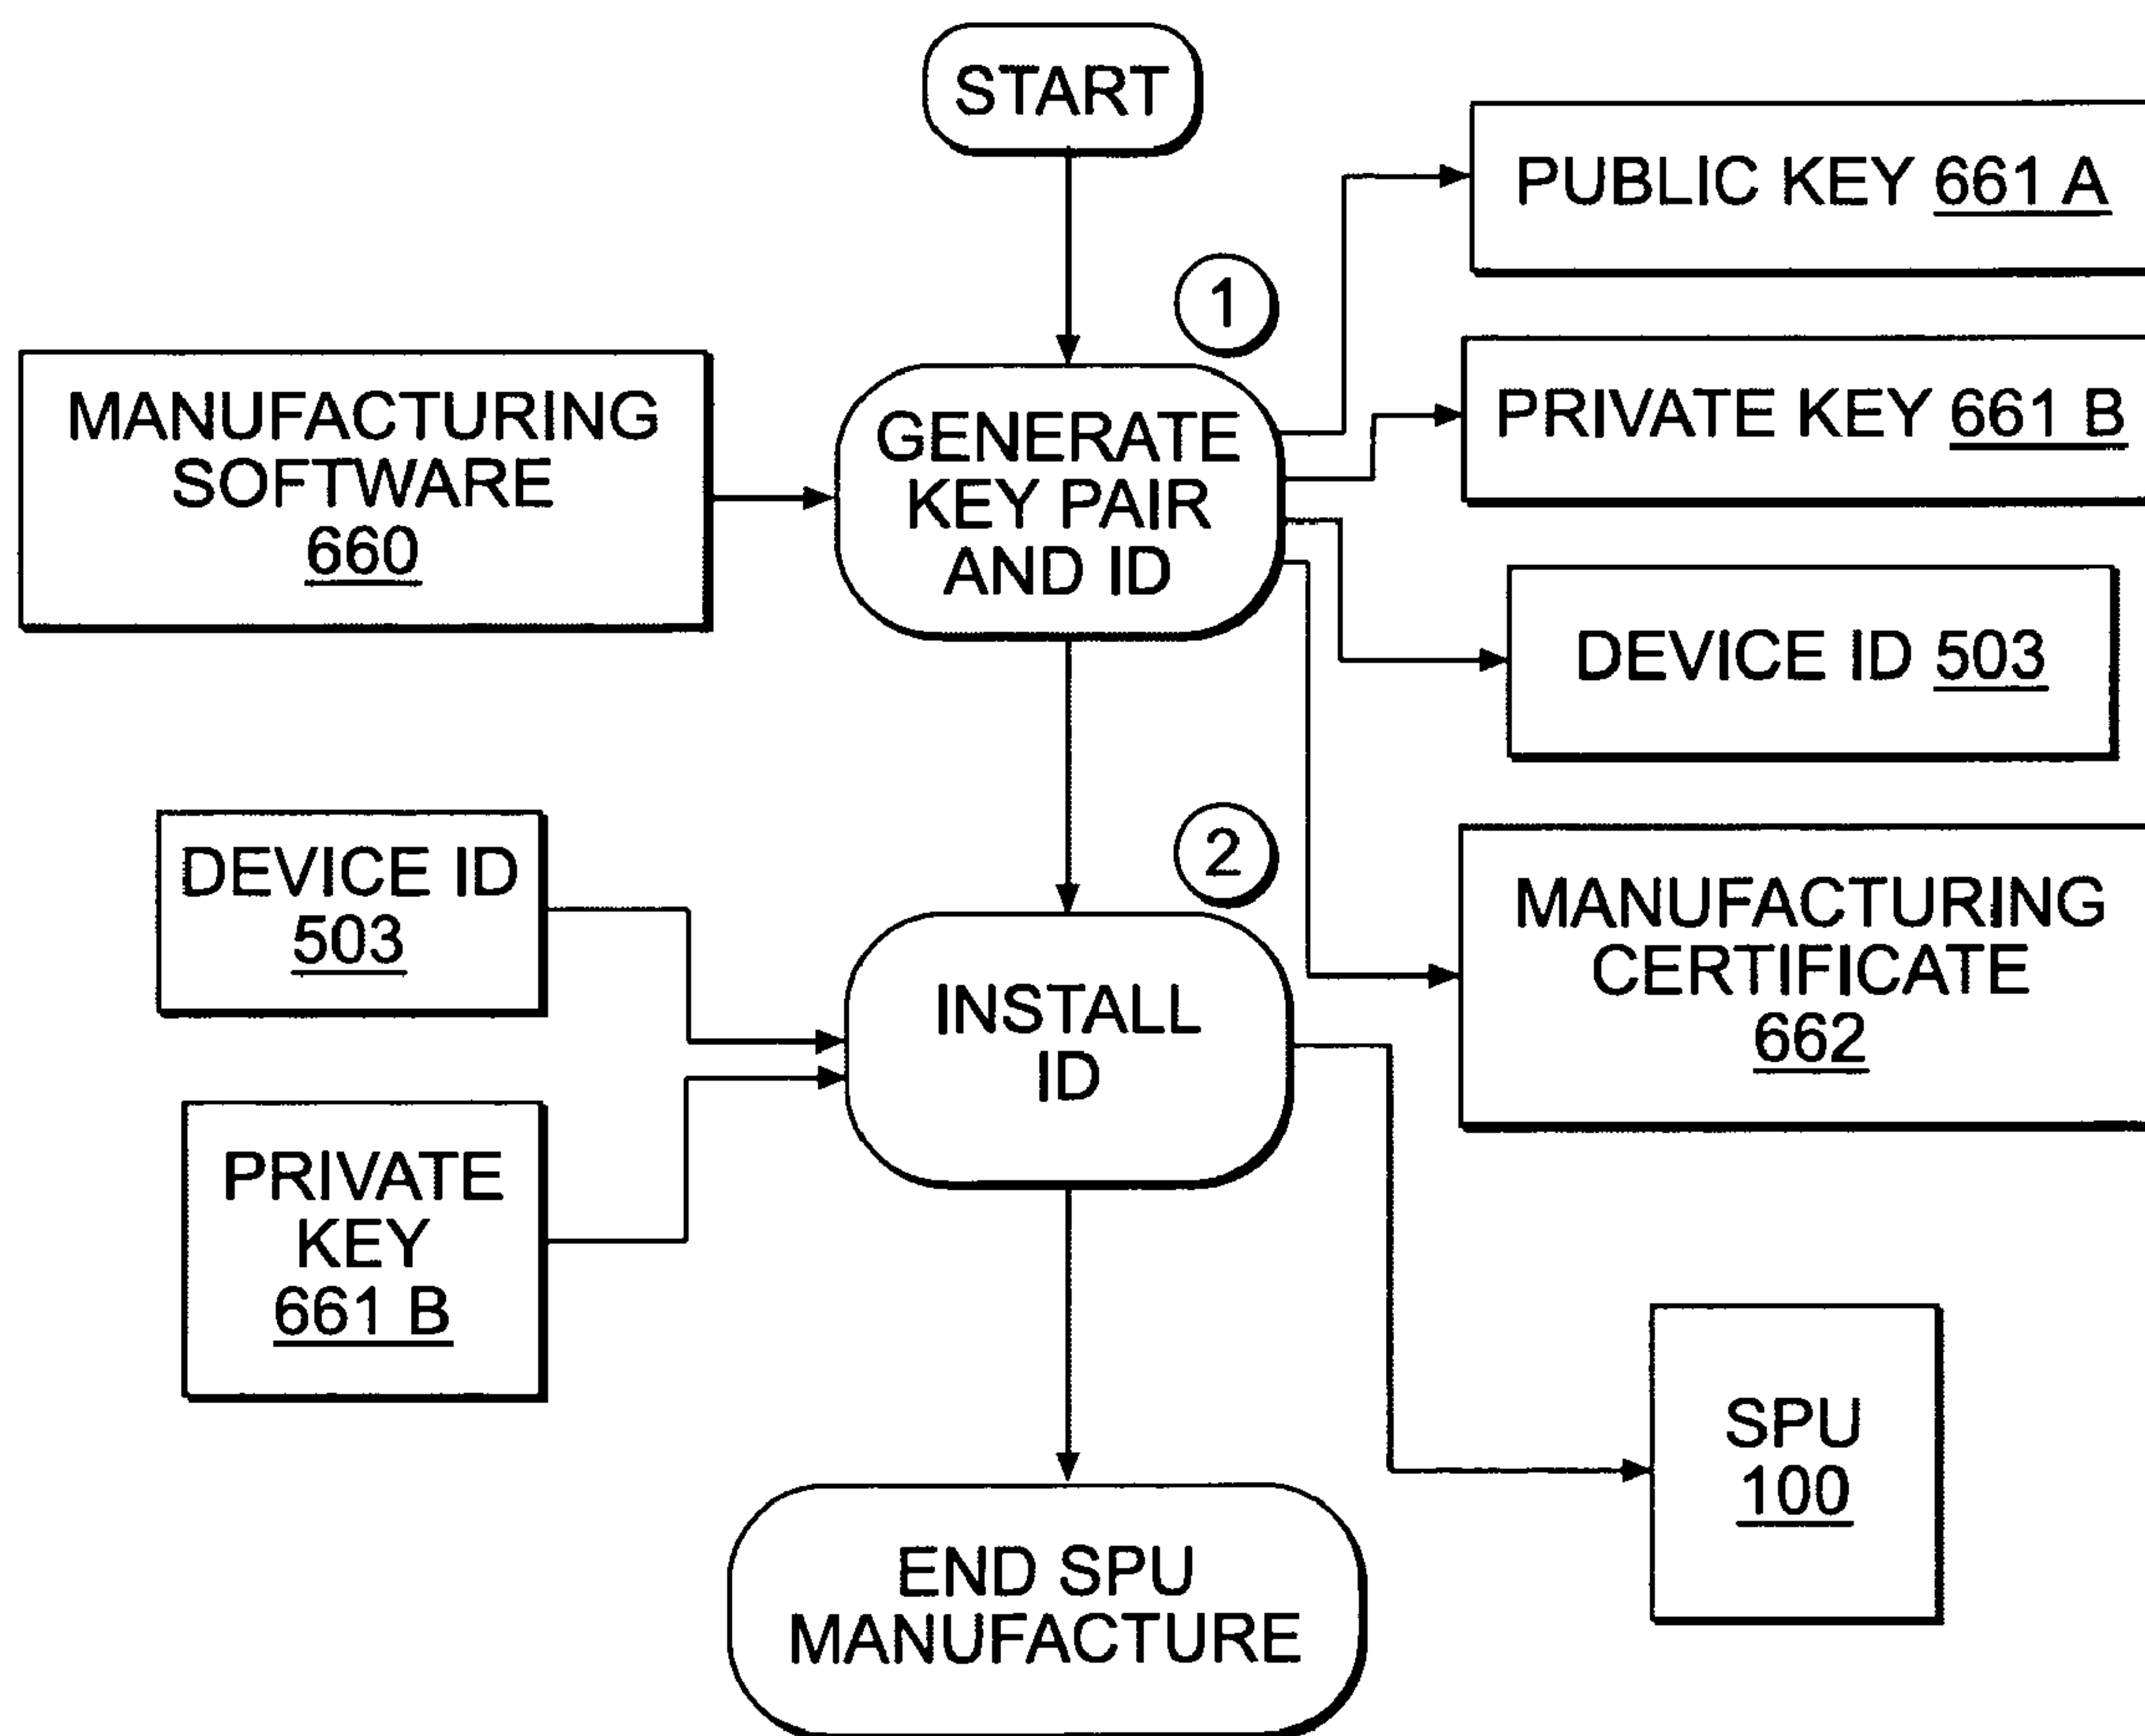 START
PUBLIC KEY 661 A
1
PRIVATE KEY 661 B
MANUFACTURING
SOFTWARE
660
GENERATE
KEY PAIR
AND ID
DEVICE ID 503
2
DEVICE ID
503
MANUFACTURING
CERTIFICATE
662
INSTALL
ID
PRIVATE
KEY
661 B
SPU
100
END SPU
MANUFACTURE